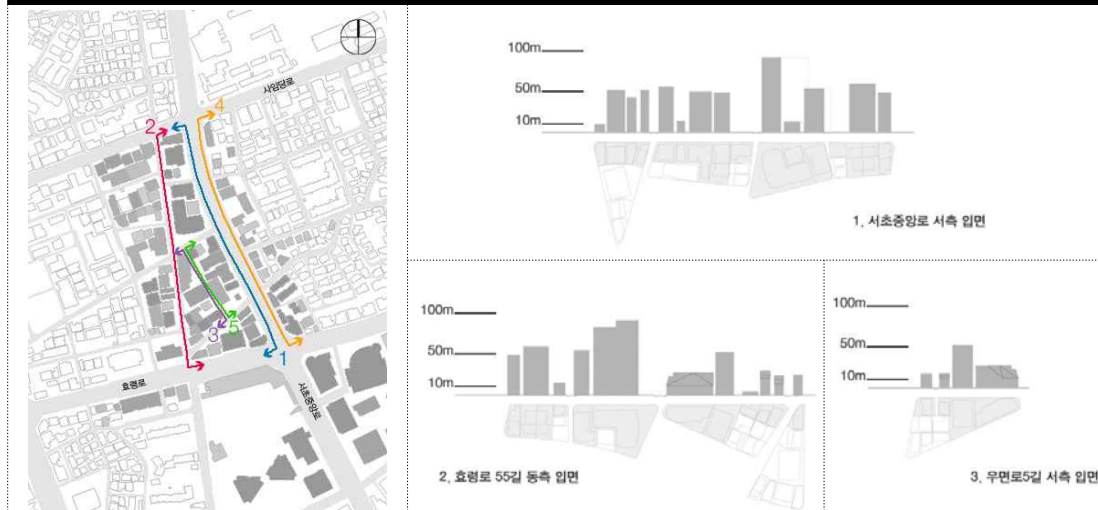 사임당로
4
2
3
5
1
효령로
서초중앙로
100m
50m
10m
1, 서초중앙로 서측 입면
100m
50m
10m
2, 효령로 55길 동측 입면
100m
50m
10m
3, 우면로5길 서측 입면